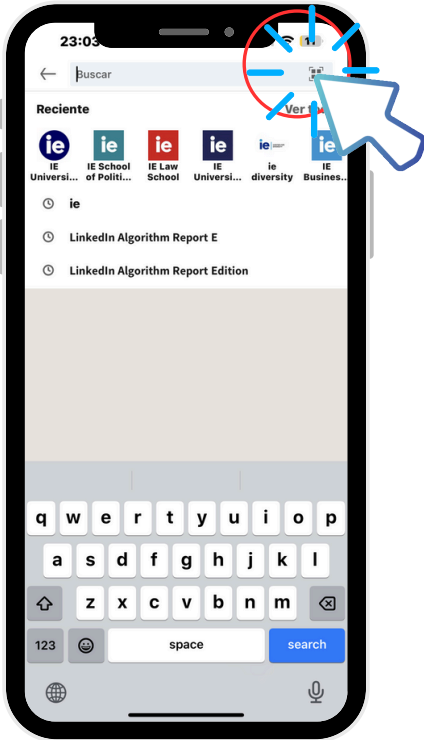 23:03
Buscar
Reciente
Ver
ie ie ie ie ie ie
IE Universi...
IE School of Politi...
IE Law School
IE Universi...
ie diversity
IE Busines...
ie
LinkedIn Algorithm Report E
LinkedIn Algorithm Report Edition
q w e r t y u i o p
a s d f g h j k l
z x c v b n m
123 space search